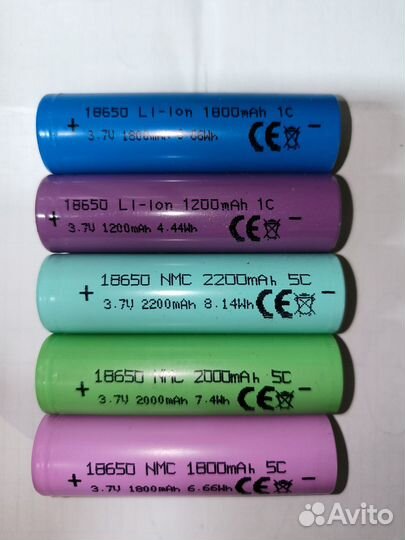 18650 Li-Ion 1800mAh 1C
+ 3.7V 1800mAh 6.66Wh CE -
18650 Li-Ion 1200mAh 1C
+ 3.7V 1200mAh 4.44Wh CE -
18650 NMC 2200mAh 5C
+ 3.7V 2200mAh 8.14Wh CE -
18650 NMC 2000mAh 5C
+ 3.7V 2000mAh 7.4Wh CE -
18650 NMC 1800mAh 5C
+ 3.7V 1800mAh 6.66Wh CE -
Avito